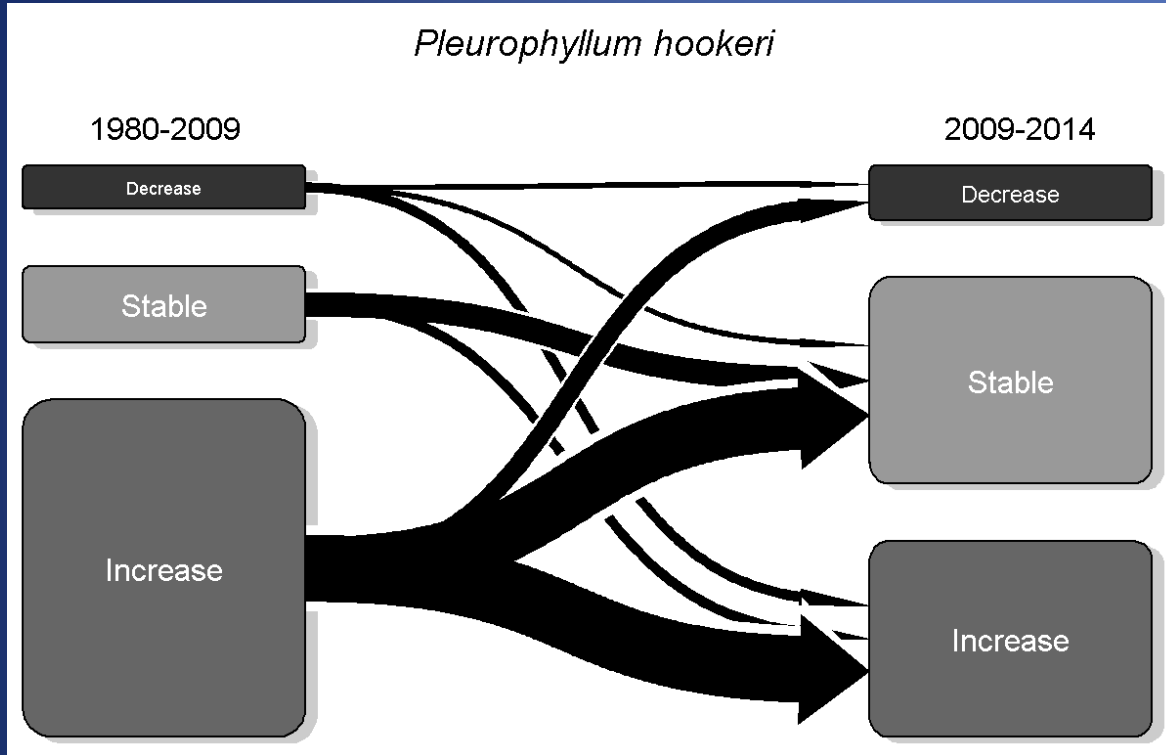 Pleurophyllum hookeri
1980-2009
2009-2014
Decrease
Decrease
Stable
Stable
Increase
Increase